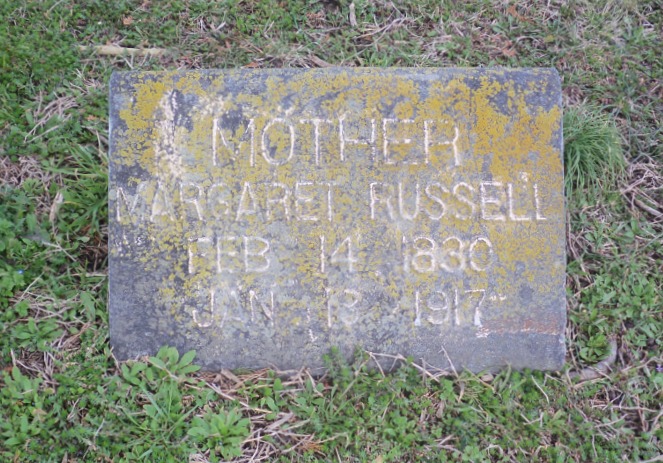 MOTHER
MARGARET RUSSELL
FEB 14 1830
JAN 13 1917